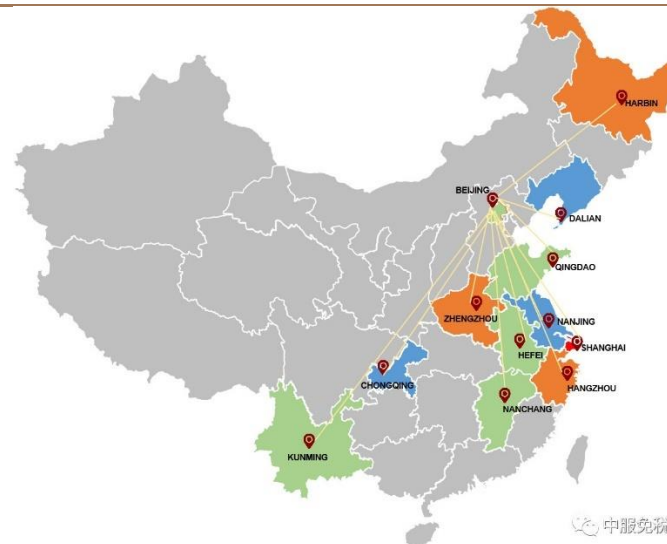 HARBIN
BEIJING
DALIAN
QINGDAO
ZHENGZHOU
NANJING
HEFEI
SHANGHAI
CHONGQING
HANGZHOU
NANCHANG
KUNMING
中服免税